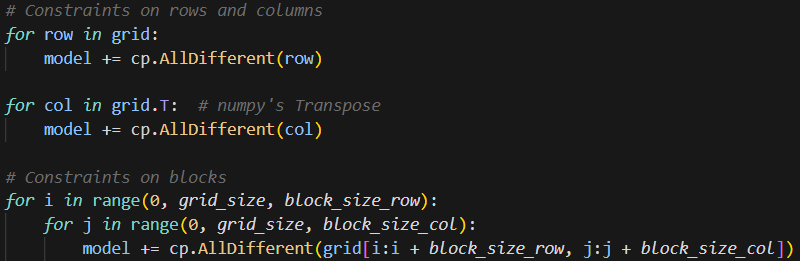 # Constraints on rows and columns
for row in grid:
    model += cp.AllDifferent(row)

for col in grid.T:  # numpy's Transpose
    model += cp.AllDifferent(col)

# Constraints on blocks
for i in range(0, grid_size, block_size_row):
    for j in range(0, grid_size, block_size_col):
        model += cp.AllDifferent(grid[i:i + block_size_row, j:j + block_size_col])